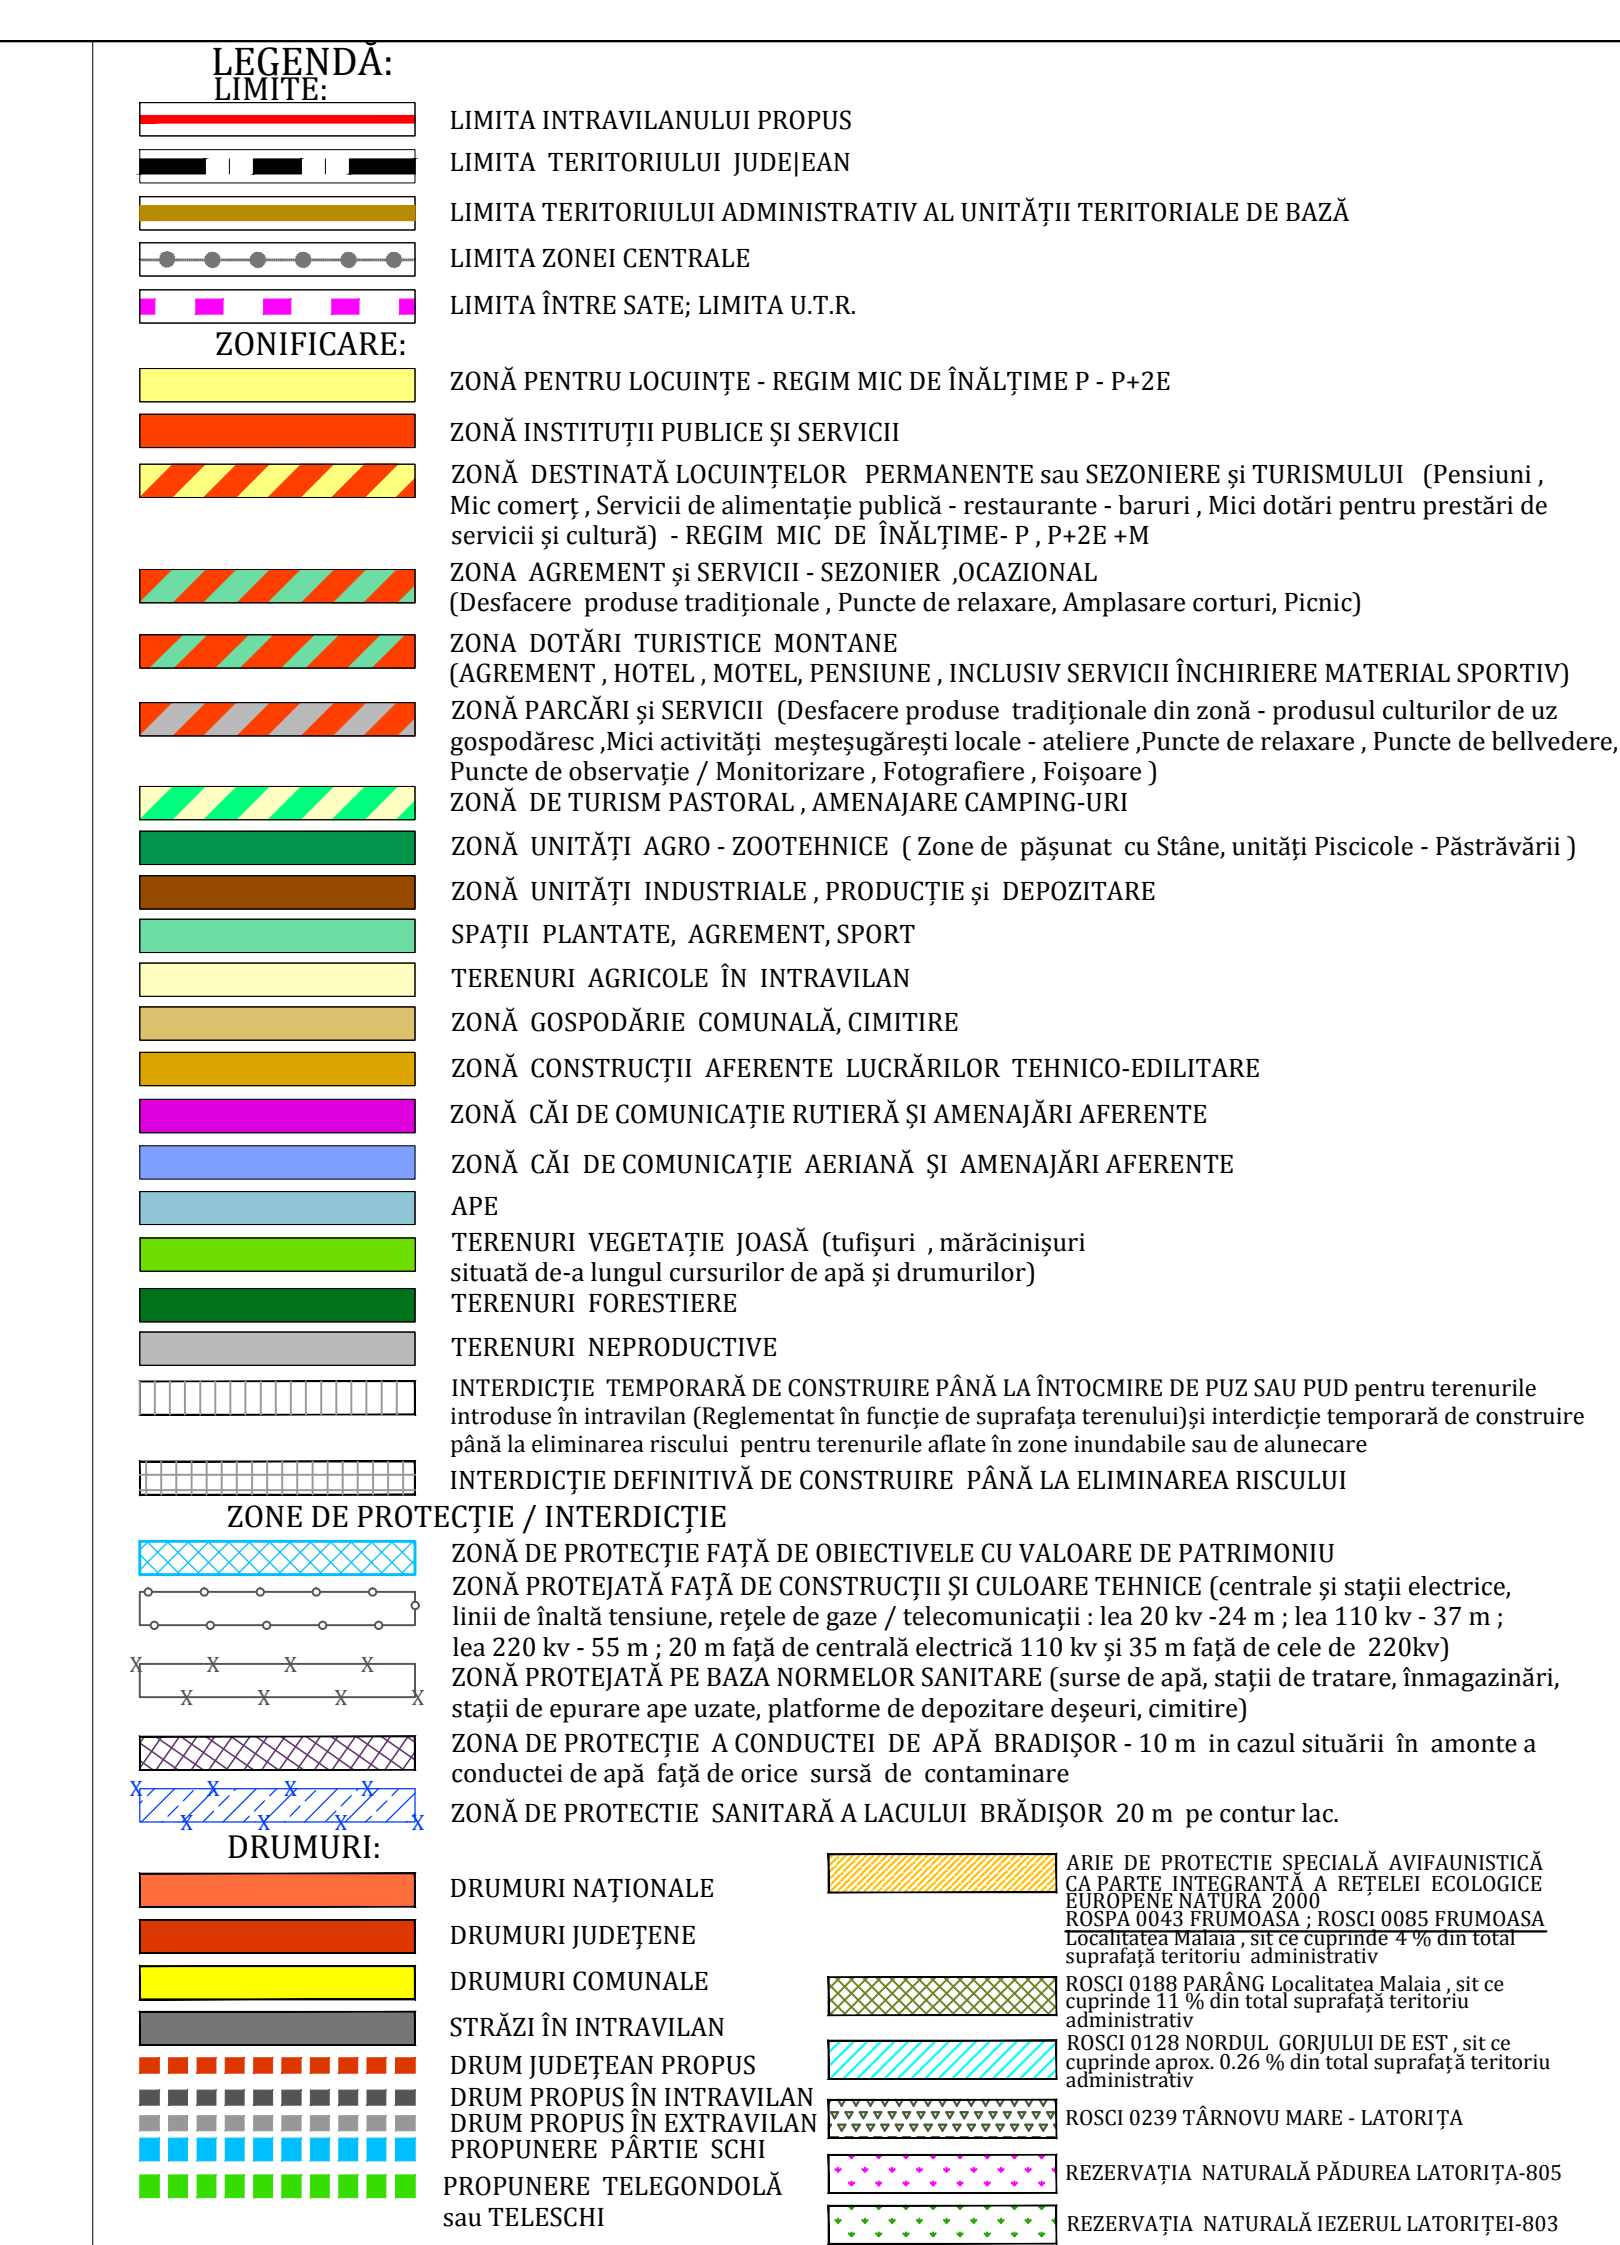 LEGENDĂ:
LIMITE:
LIMITA INTRAVILANULUI PROPUS
LIMITA TERITORIULUI JUDE|EAN
LIMITA TERITORIULUI ADMINISTRATIV AL UNITĂȚII TERITORIALE DE BAZĂ
LIMITA ZONEI CENTRALE
LIMITA ÎNTRE SATE; LIMITA U.T.R.
ZONIFICARE:
ZONĂ PENTRU LOCUINȚE - REGIM MIC DE ÎNĂLȚIME P - P+2E
ZONĂ INSTITUȚII PUBLICE ȘI SERVICII
ZONĂ DESTINATĂ LOCUINȚELOR PERMANENTE sau SEZONIERE și TURISMULUI (Pensiuni ,
Mic comerț , Servicii de alimentație publică - restaurante - baruri , Mici dotări pentru prestări de
servicii și cultură) - REGIM MIC DE ÎNĂLȚIME- P , P+2E +M
ZONA AGREMENT și SERVICII - SEZONIER ,OCAZIONAL
(Desfacere produse tradiționale , Puncte de relaxare, Amplasare corturi, Picnic)
ZONA DOTĂRI TURISTICE MONTANE
(AGREMENT , HOTEL , MOTEL, PENSIUNE , INCLUSIV SERVICII ÎNCHIRIERE MATERIAL SPORTIV)
ZONĂ PARCĂRI și SERVICII (Desfacere produse tradiționale din zonă - produsul culturilor de uz
gospodăresc ,Mici activități meșteșugărești locale - ateliere ,Puncte de relaxare , Puncte de bellvedere,
Puncte de observație / Monitorizare , Fotografiere , Foișoare )
ZONĂ DE TURISM PASTORAL , AMENAJARE CAMPING-URI
ZONĂ UNITĂȚI AGRO - ZOOTEHNICE ( Zone de pășunat cu Stâne, unități Piscicole - Păstrăvării )
ZONĂ UNITĂȚI INDUSTRIALE , PRODUCȚIE și DEPOZITARE
SPAȚII PLANTATE, AGREMENT, SPORT
TERENURI AGRICOLE ÎN INTRAVILAN
ZONĂ GOSPODĂRIE COMUNALĂ, CIMITIRE
ZONĂ CONSTRUCȚII AFERENTE LUCRĂRILOR TEHNICO-EDILITARE
ZONĂ CĂI DE COMUNICAȚIE RUTIERĂ ȘI AMENAJĂRI AFERENTE
ZONĂ CĂI DE COMUNICAȚIE AERIANĂ ȘI AMENAJĂRI AFERENTE
APE
TERENURI VEGETAȚIE JOASĂ (tufișuri , mărăcinișuri
situată de-a lungul cursurilor de apă și drumurilor)
TERENURI FORESTIERE
TERENURI NEPRODUCTIVE
INTERDICȚIE TEMPORARĂ DE CONSTRUIRE PÂNĂ LA ÎNTOCMIRE DE PUZ SAU PUD pentru terenurile
introduse în intravilan (Reglementat în funcție de suprafața terenului)și interdicție temporară de construire
până la eliminarea riscului pentru terenurile aflate în zone inundabile sau de alunecare
INTERDICȚIE DEFINITIVĂ DE CONSTRUIRE PÂNĂ LA ELIMINAREA RISCULUI
ZONE DE PROTECȚIE / INTERDICȚIE
ZONĂ DE PROTECȚIE FAȚĂ DE OBIECTIVELE CU VALOARE DE PATRIMONIU
ZONĂ PROTEJATĂ FAȚÃ DE CONSTRUCȚII ȘI CULOARE TEHNICE (centrale și stații electrice,
linii de înaltă tensiune, rețele de gaze / telecomunicații : lea 20 kv -24 m ; lea 110 kv - 37 m ;
lea 220 kv - 55 m ; 20 m față de centrală electrică 110 kv și 35 m față de cele de 220kv)
ZONĂ PROTEJATĂ PE BAZA NORMELOR SANITARE (surse de apă, stații de tratare, înmagazinări,
stații de epurare ape uzate, platforme de depozitare deșeuri, cimitire)
ZONA DE PROTECȚIE A CONDUCTEI DE APĂ BRADIȘOR - 10 m in cazul situării în amonte a
conductei de apă față de orice sursă de contaminare
ZONĂ DE PROTECTIE SANITARĂ A LACULUI BRĂDIȘOR 20 m pe contur lac.
DRUMURI:
DRUMURI NAȚIONALE
DRUMURI JUDEȚENE
DRUMURI COMUNALE
STRĂZI ÎN INTRAVILAN
DRUM JUDEȚEAN PROPUS
DRUM PROPUS ÎN INTRAVILAN
DRUM PROPUS ÎN EXTRAVILAN
PROPUNERE PÂRTIE SCHI
PROPUNERE TELEGONDOLĂ
sau TELESCHI
ARIE DE PROTECTIE SPECIALĂ AVIFAUNISTICĂ
CA PARTE INTEGRANTĂ A REȚELEI ECOLOGICE
EUROPENE NATURA 2000
ROSPA 0043 FRUMOASA ; ROSCI 0085 FRUMOASA
Localitatea Malaia , sit ce cuprinde 4 % din total
suprafață teritoriu administrativ
ROSCI 0188 PARÂNG Localitatea Malaia , sit ce
cuprinde 11 % din total suprafață teritoriu
administrativ
ROSCI 0128 NORDUL GORJULUI DE EST , sit ce
cuprinde aprox. 0.26 % din total suprafață teritoriu
administrativ
ROSCI 0239 TÂRNOVU MARE - LATORIȚA
REZERVAȚIA NATURALĂ PĂDUREA LATORIȚA-805
REZERVAȚIA NATURALĂ IEZERUL LATORIȚEI-803